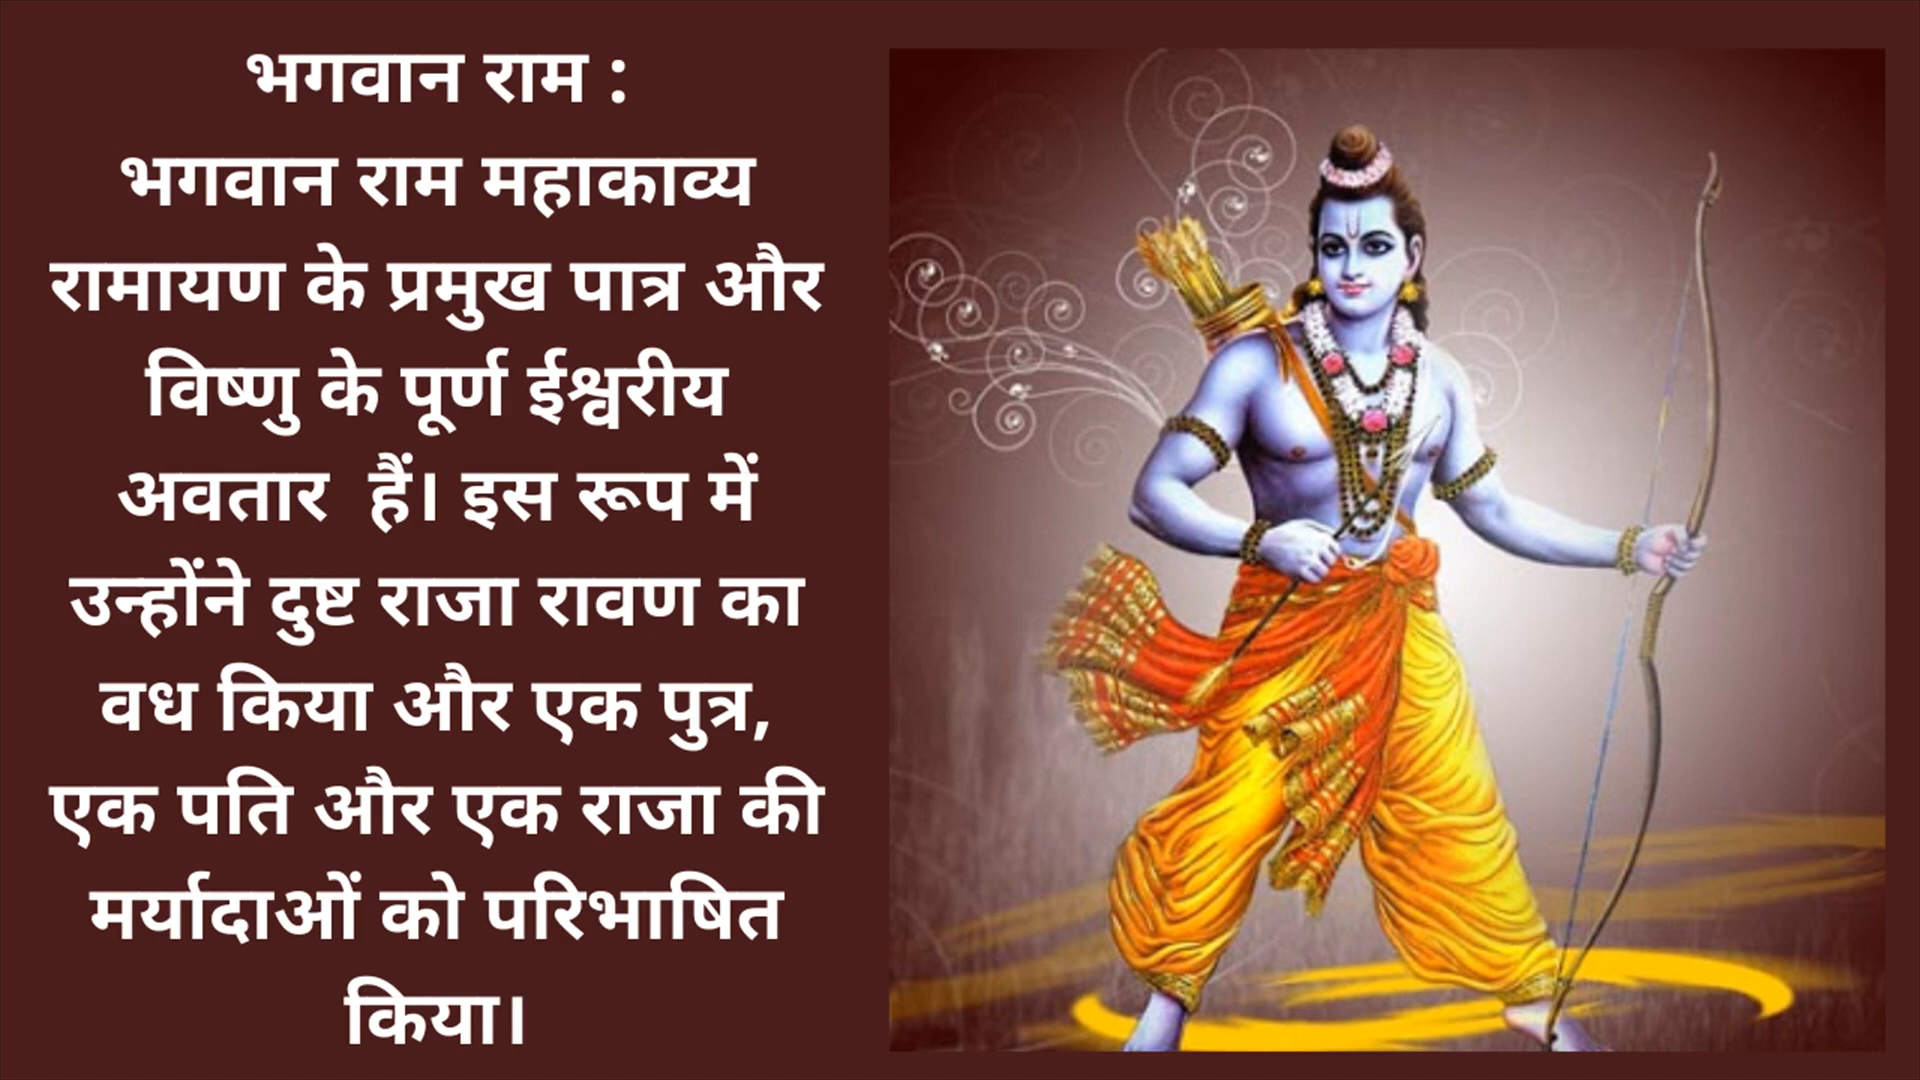 भगवान राम :
भगवान राम महाकाव्य
रामायण के प्रमुख पात्र और
विष्णु के पूर्ण ईश्वरीय
अवतार  हैं। इस रूप में
उन्होंने दुष्ट राजा रावण का
वध किया और एक पुत्र,
एक पति और एक राजा की
मर्यादाओं को परिभाषित
किया।